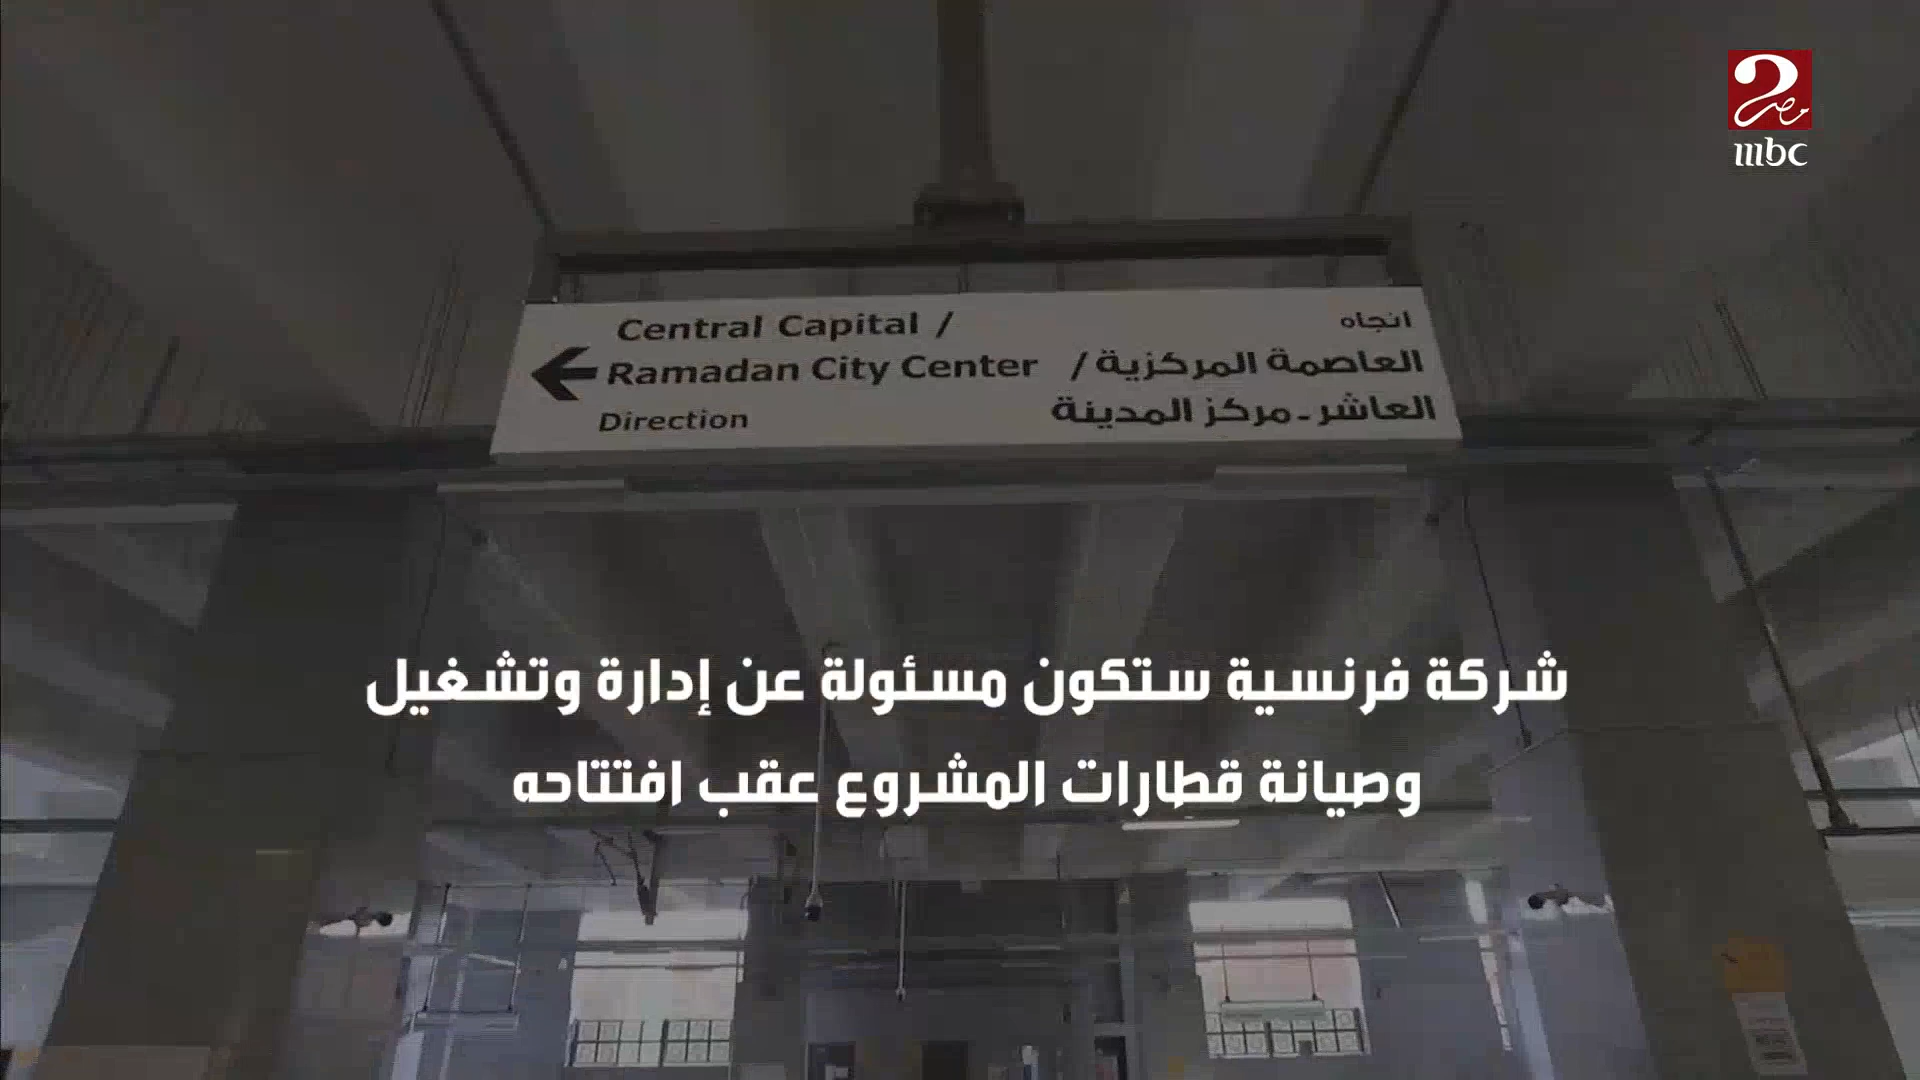 مصر
mbc
Central Capital /
Ramadan City Center
Direction
اتجاه
العاصمة المركزية /
العاشر - مركز المدينة
شركة فرنسية ستكون مسئولة عن إدارة وتشغيل
وصيانة قطارات المشروع عقب افتتاحه